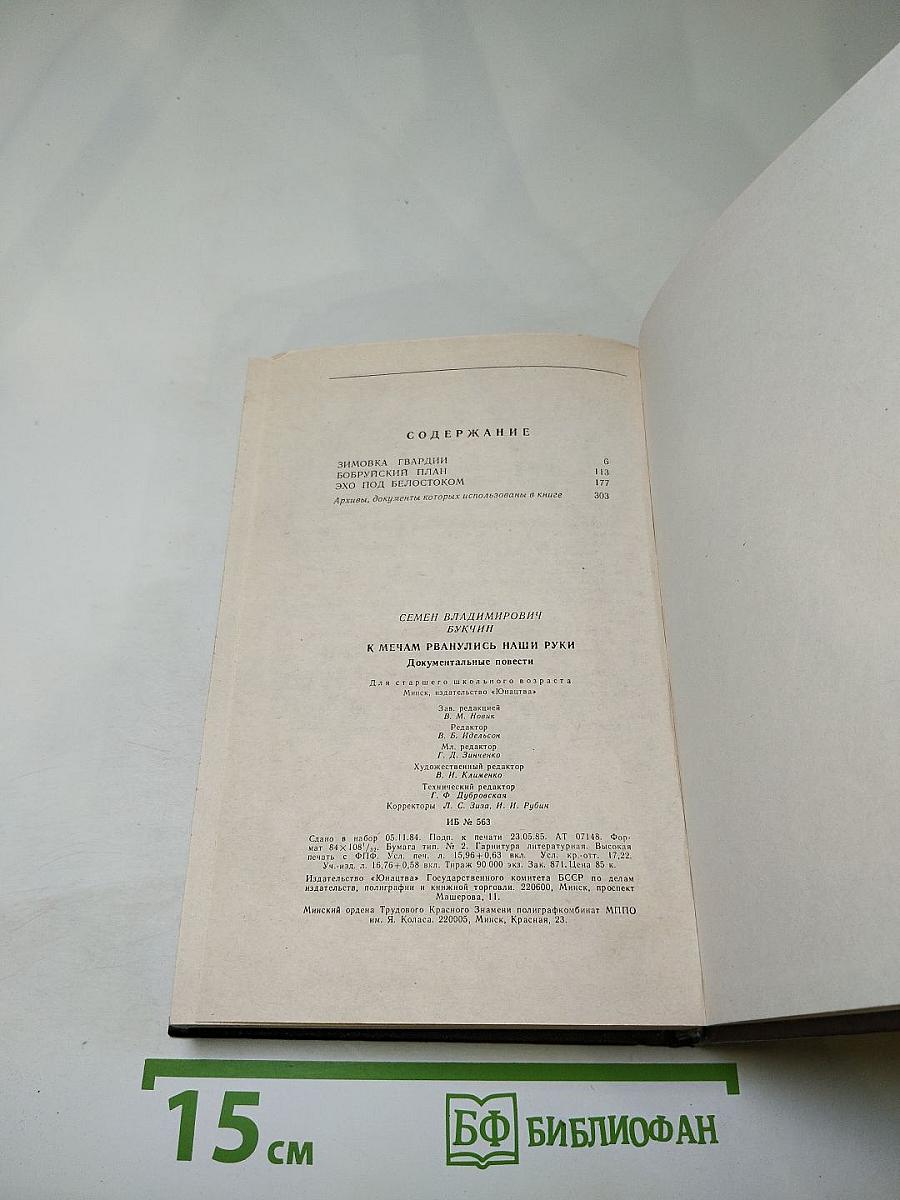 СОДЕРЖАНИЕ
ЗИМОВКА ГВАРДИИ 6
БОБРУЙСКИЙ ПЛАН 113
ЭХО ПОД БЕЛОСТОКОМ 177
Архивы, документы которых использованы в книге 303
СЕМЕН ВЛАДИМИРОВИЧ
БУКЧИН
К МЕЧАМ РВАНУЛИСЬ НАШИ РУКИ
Документальные повести
Для старшего школьного возраста
Минск, издательство «Юнацтва»
Зав. редакцией
В. М. Новик
Редактор
В. Б. Идельсон
Мл. редактор
Г. Д. Зинченко
Художественный редактор
В. И. Клименко
Технический редактор
Г. Ф. Дубровская
Корректоры Л. С. Зиза, И. И. Рубин
ИБ № 563
Сдано в набор 05.11.84. Подп. к печати 23.05.85. АТ 07148. Фор-
мат 84×108¹/₃₂. Бумага тип. № 2. Гарнитура литературная. Высокая
печать с ФПФ. Усл. печ. л. 15,96+0,63 вкл. Усл. кр.-отт. 17,22.
Уч.-изд. л. 16,76+0,58 вкл. Тираж 90 000 экз. Зак. 871. Цена 85 к.
Издательство «Юнацтва» Государственного комитета БССР по делам
издательств, полиграфии и книжной торговли. 220600, Минск, проспект
Машерова, 11.
Минский ордена Трудового Красного Знамени полиграфкомбинат МППО
им. Я. Коласа. 220005, Минск, Красная, 23.
15 см
БФ БИБЛИОФАН